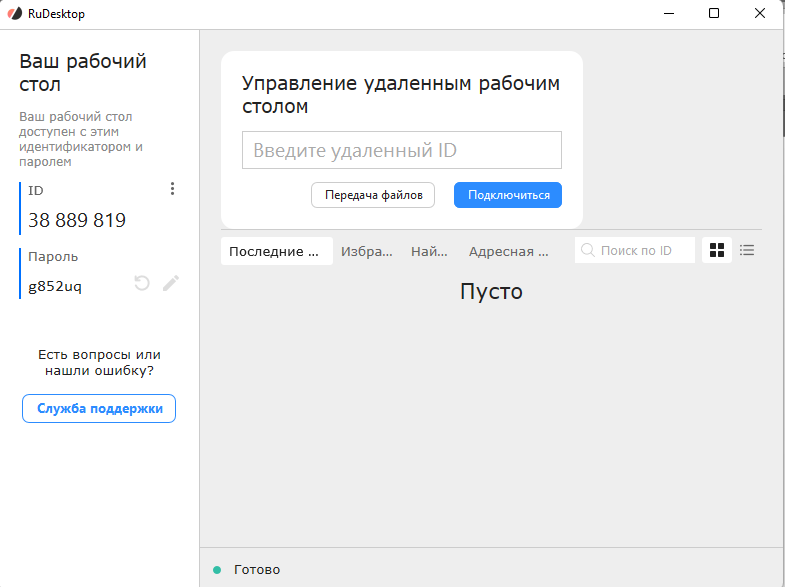 RuDesktop
Ваш рабочий
стол
Ваш рабочий стол
доступен с этим
идентификатором и
паролем
ID
38 889 819
Пароль
g852uq
Есть вопросы или
нашли ошибку?
Служба поддержки
Управление удаленным рабочим
столом
Введите удаленный ID
Передача файлов
Подключиться
Последние ...
Избра...
Най...
Адресная ...
Поиск по ID
Пусто
Готово